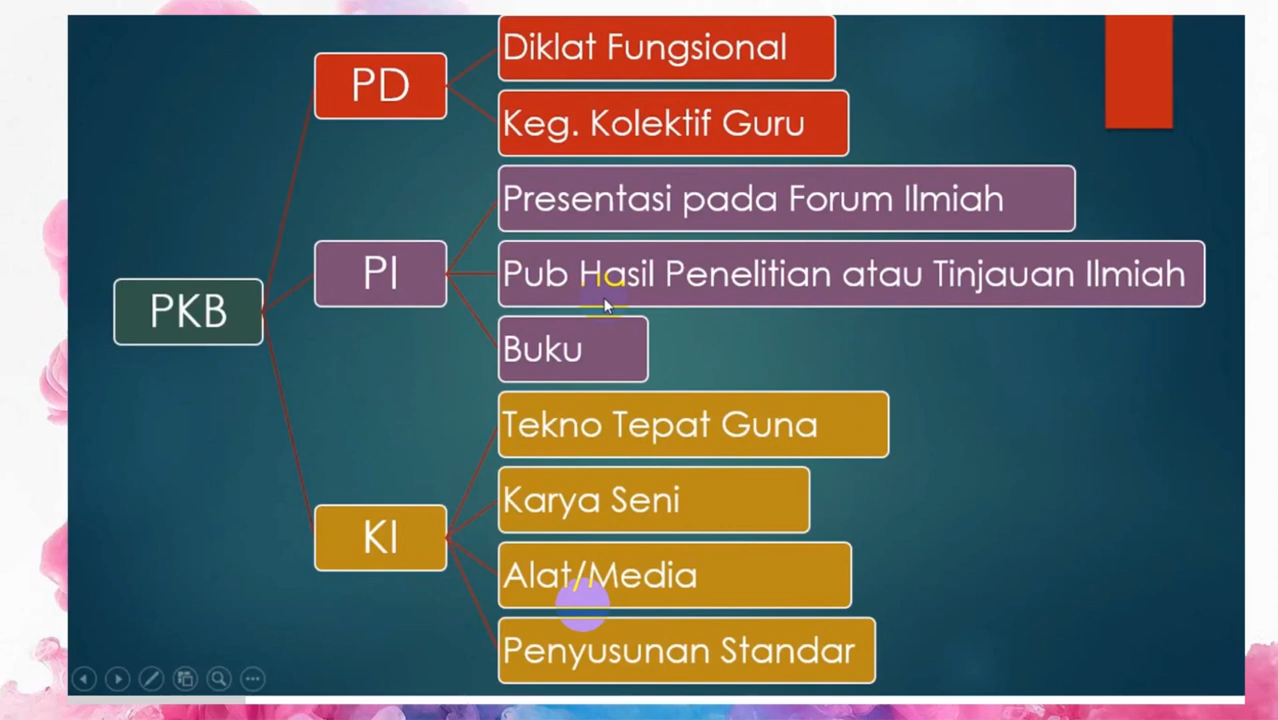 PKB
PD
Diklat Fungsional
Keg. Kolektif Guru
PI
Presentasi pada Forum Ilmiah
Pub Hasil Penelitian atau Tinjauan Ilmiah
Buku
KI
Tekno Tepat Guna
Karya Seni
Alat/Media
Penyusunan Standar